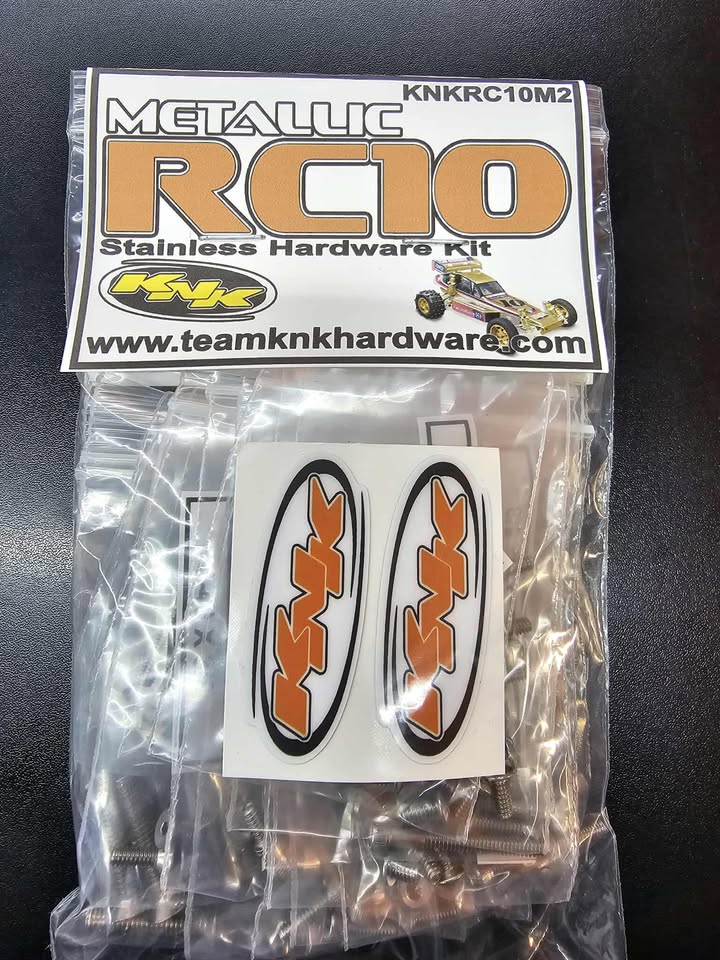 KNKRC10M2
METALLIC
RC10
Stainless Hardware Kit
KNK
www.teamknkhardware.com
KNK
KNK